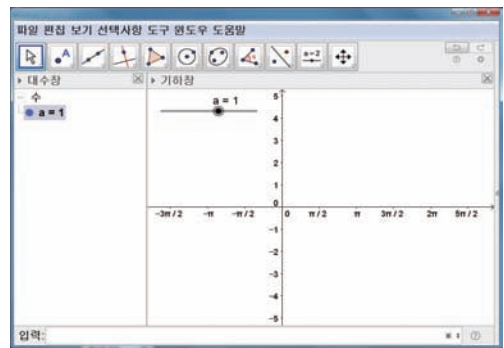 파일 편집 보기 선택사항 도구 윈도우 도움말
A
a=2
▸ 대수장
▸ 기하장
수
a = 1
a = 1
5
4
3
2
1
0
-3π/2 -π -π/2 0 π/2 π 3π/2 2π 5π/2
-1
-2
-3
-4
-5
입력: